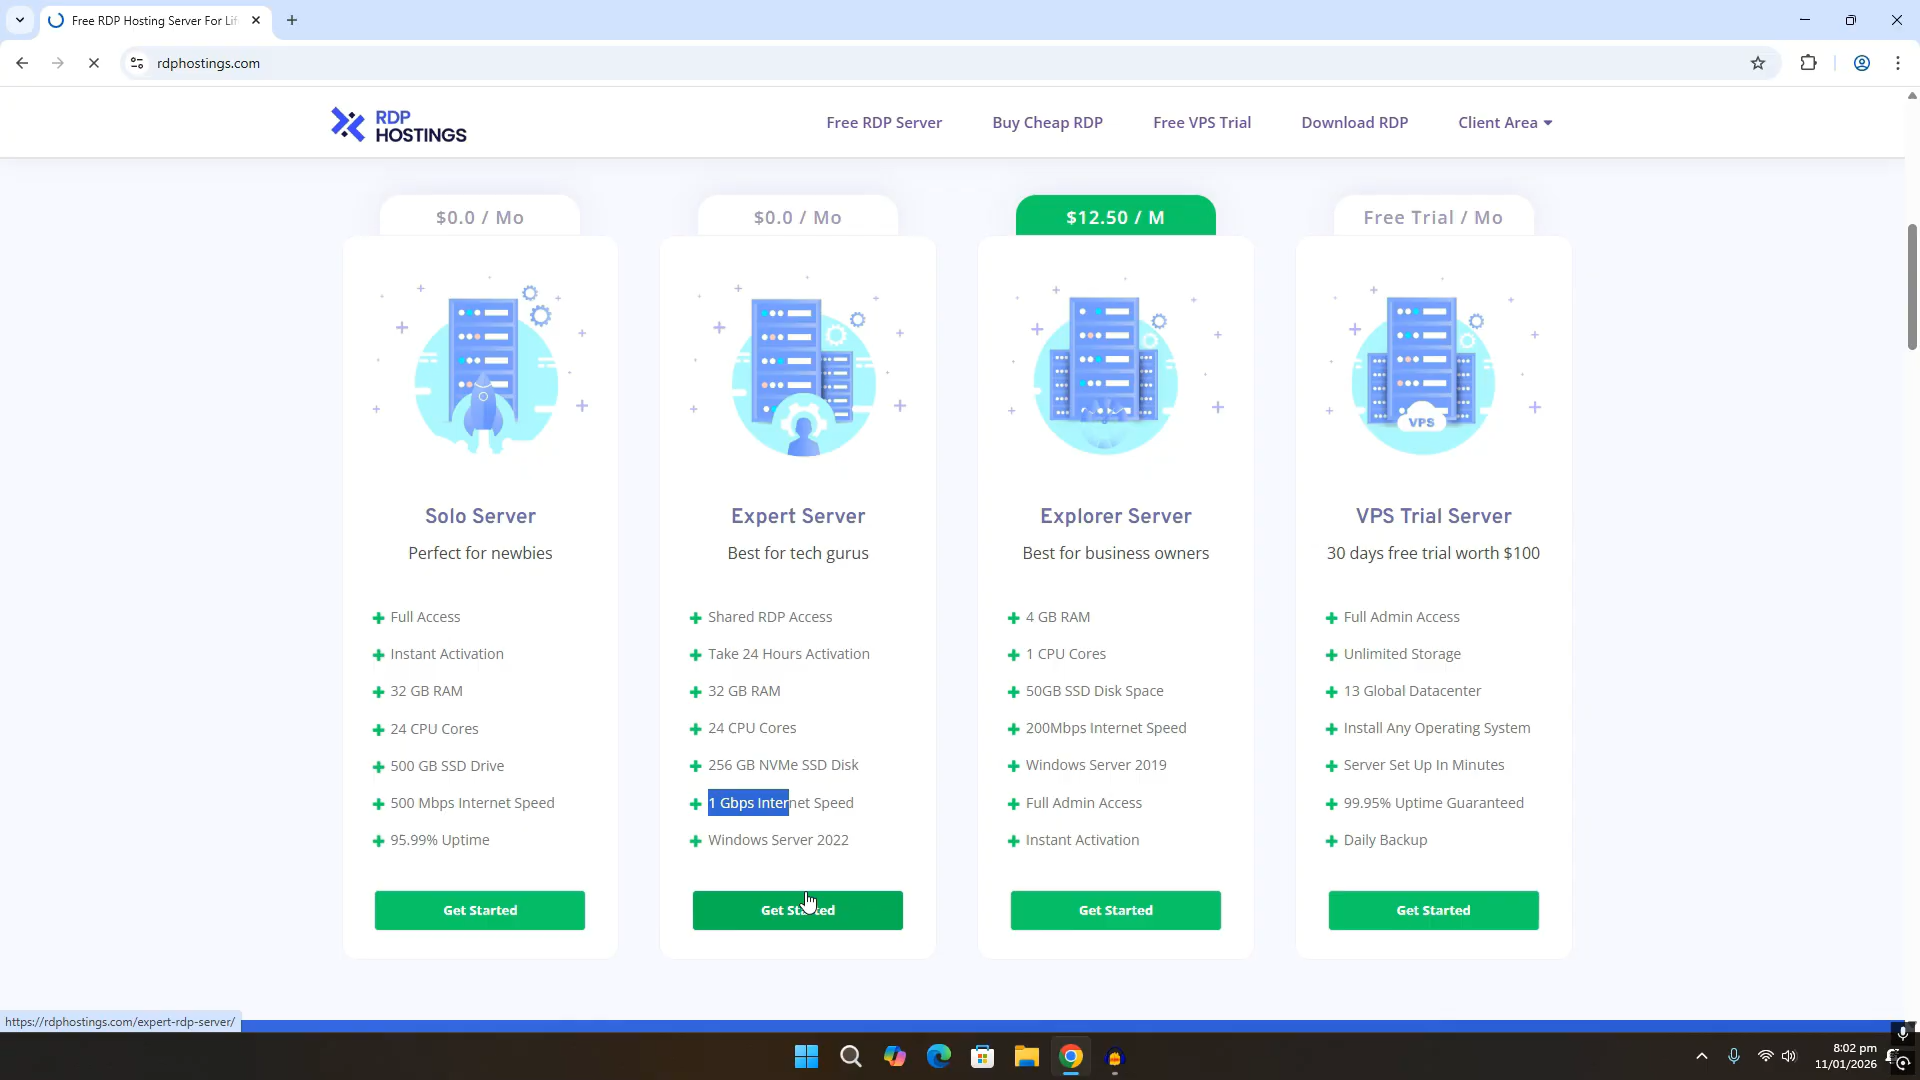 Free RDP Hosting Server For Lif
rdphostings.com
RDP
HOSTINGS
Free RDP Server
Buy Cheap RDP
Free VPS Trial
Download RDP
Client Area
$0.0 / Mo
$0.0 / Mo
$12.50 / M
Free Trial / Mo
VPS
Solo Server
Perfect for newbies
Full Access
Instant Activation
32 GB RAM
24 CPU Cores
500 GB SSD Drive
500 Mbps Internet Speed
95.99% Uptime
Get Started
Expert Server
Best for tech gurus
Shared RDP Access
Take 24 Hours Activation
32 GB RAM
24 CPU Cores
256 GB NVMe SSD Disk
1 Gbps Internet Speed
Windows Server 2022
Get Started
Explorer Server
Best for business owners
4 GB RAM
1 CPU Cores
50GB SSD Disk Space
200Mbps Internet Speed
Windows Server 2019
Full Admin Access
Instant Activation
Get Started
VPS Trial Server
30 days free trial worth $100
Full Admin Access
Unlimited Storage
13 Global Datacenter
Install Any Operating System
Server Set Up In Minutes
99.95% Uptime Guaranteed
Daily Backup
Get Started
https://rdphostings.com/expert-rdp-server/
8:02 pm
11/01/2026